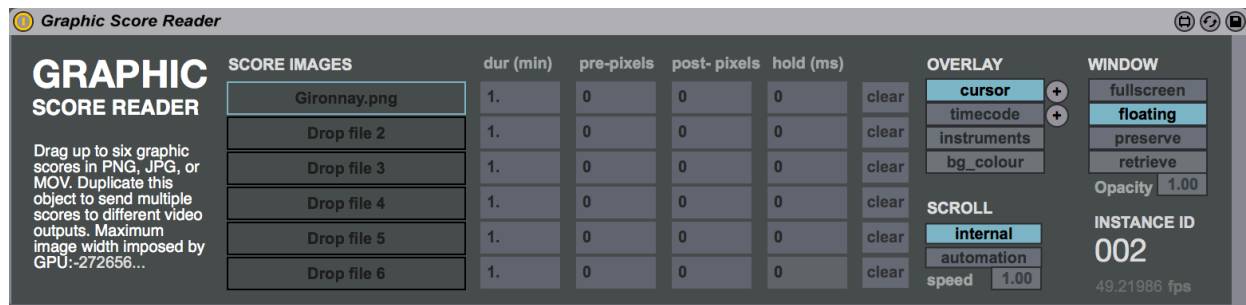 Graphic Score Reader
GRAPHIC
SCORE READER
Drag up to six graphic
scores in PNG, JPG, or
MOV. Duplicate this
object to send multiple
scores to different video
outputs. Maximum
image width imposed by
GPU:-272656...
SCORE IMAGES dur (min) pre-pixels post- pixels hold (ms)
Gironnay.png 1. 0 0 0 clear
Drop file 2 1. 0 0 0 clear
Drop file 3 1. 0 0 0 clear
Drop file 4 1. 0 0 0 clear
Drop file 5 1. 0 0 0 clear
Drop file 6 1. 0 0 0 clear
OVERLAY
cursor +
timecode +
instruments
bg_colour
SCROLL
internal
automation
speed 1.00
WINDOW
fullscreen
floating
preserve
retrieve
Opacity 1.00
INSTANCE ID
002
49.21986 fps